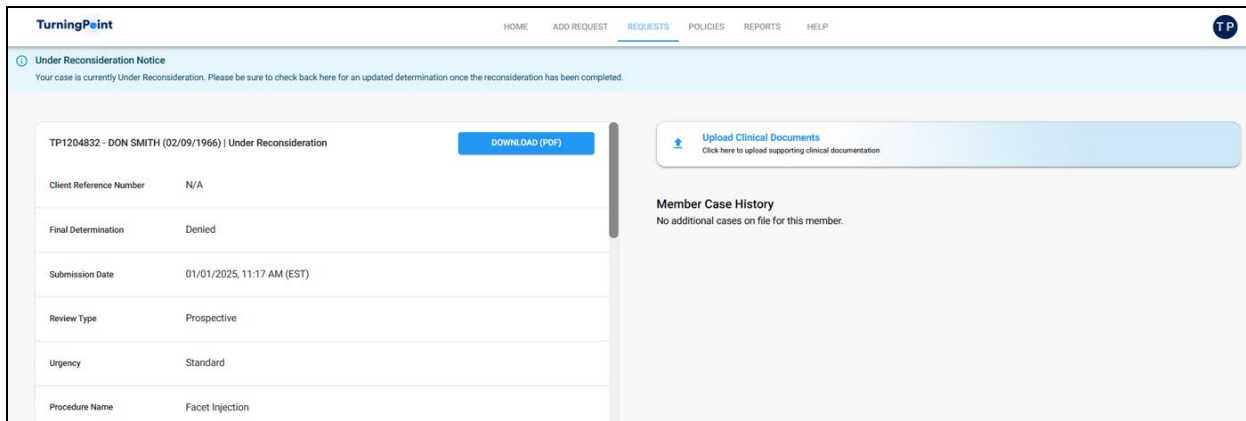 TurningPoint
HOME ADD REQUEST REQUESTS POLICIES REPORTS HELP
TP
Under Reconsideration Notice
Your case is currently Under Reconsideration. Please be sure to check back here for an updated determination once the reconsideration has been completed.
TP1204832 - DON SMITH (02/09/1966) | Under Reconsideration
DOWNLOAD (PDF)
Client Reference Number N/A
Final Determination Denied
Submission Date 01/01/2025, 11:17 AM (EST)
Review Type Prospective
Urgency Standard
Procedure Name Facet Injection
Upload Clinical Documents
Click here to upload supporting clinical documentation
Member Case History
No additional cases on file for this member.